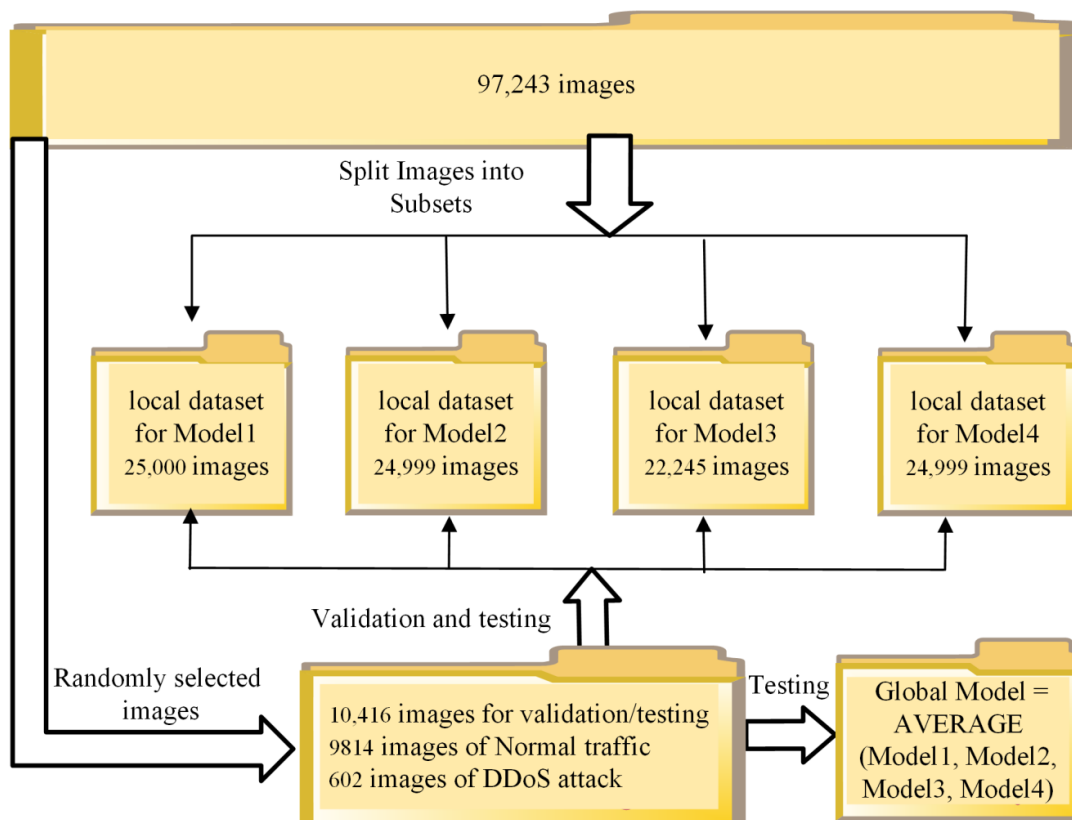 97,243 images
Split Images into
Subsets
local dataset
for Model1
25,000 images
local dataset
for Model2
24,999 images
local dataset
for Model3
22,245 images
local dataset
for Model4
24,999 images
Validation and testing
Randomly selected
images
10,416 images for validation/testing
9814 images of Normal traffic
602 images of DDoS attack
Testing
Global Model =
AVERAGE
(Model1, Model2,
Model3, Model4)